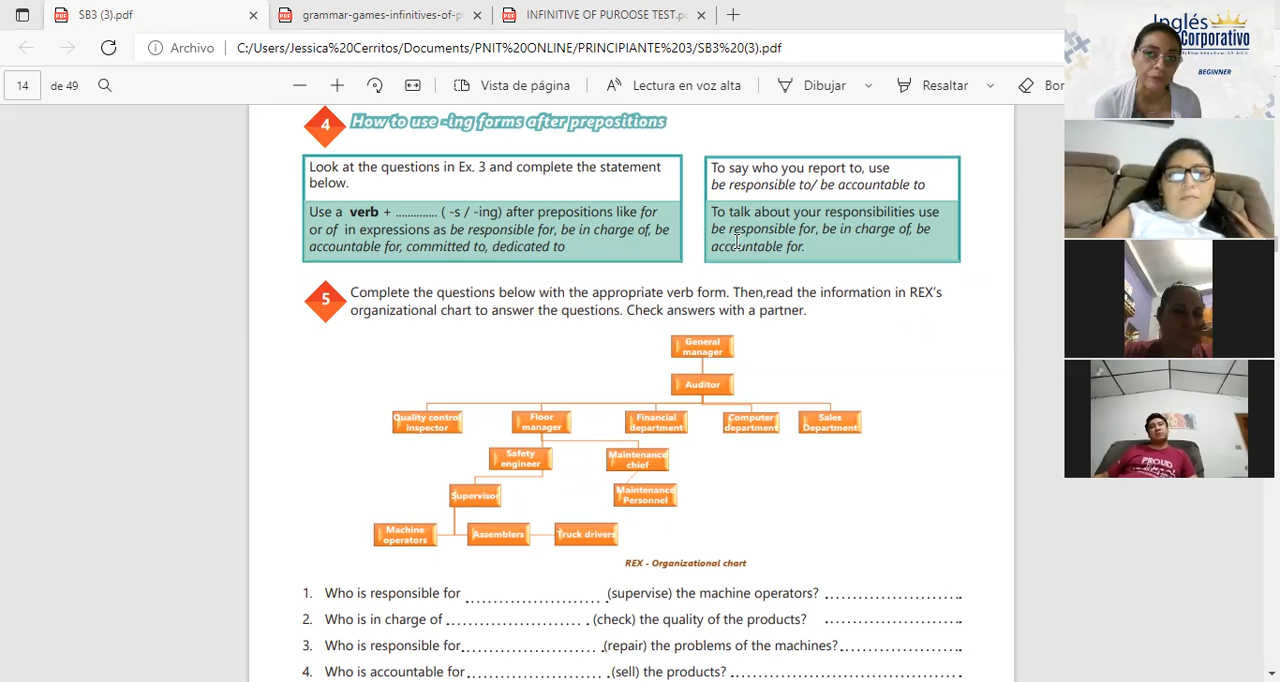 SB3 (3).pdf
grammar-games-infinitives-of-p
INFINITIVE OF PUROOSE TEST.p
Archivo
C:/Users/Jessica%20Cerritos/Documents/PNIT%20ONLINE/PRINCIPIANTE%203/SB3%20(3).pdf
14 de 49
Vista de página
Lectura en voz alta
Dibujar
Resaltar
Bor
Inglés
Corporativo
BEGINNER
4 How to use -ing forms after prepositions
Look at the questions in Ex. 3 and complete the statement
below.
Use a verb + .............. ( -s / -ing) after prepositions like for
or of in expressions as be responsible for, be in charge of, be
accountable for, committed to, dedicated to
To say who you report to, use
be responsible to/ be accountable to
To talk about your responsibilities use
be responsible for, be in charge of, be
accountable for.
5 Complete the questions below with the appropriate verb form. Then,read the information in REX's
organizational chart to answer the questions. Check answers with a partner.
General
manager
Auditor
Quality control
inspector
Floor
manager
Financial
department
Computer
department
Sales
Department
Safety
engineer
Maintenance
chief
Supervisor
Maintenance
Personnel
Machine
operators
Assemblers
Truck drivers
REX - Organizational chart
1. Who is responsible for ...................... (supervise) the machine operators? ......................
2. Who is in charge of ...................... (check) the quality of the products? ......................
3. Who is responsible for...................... (repair) the problems of the machines?......................
4. Who is accountable for...................... (sell) the products? ......................
PROUD